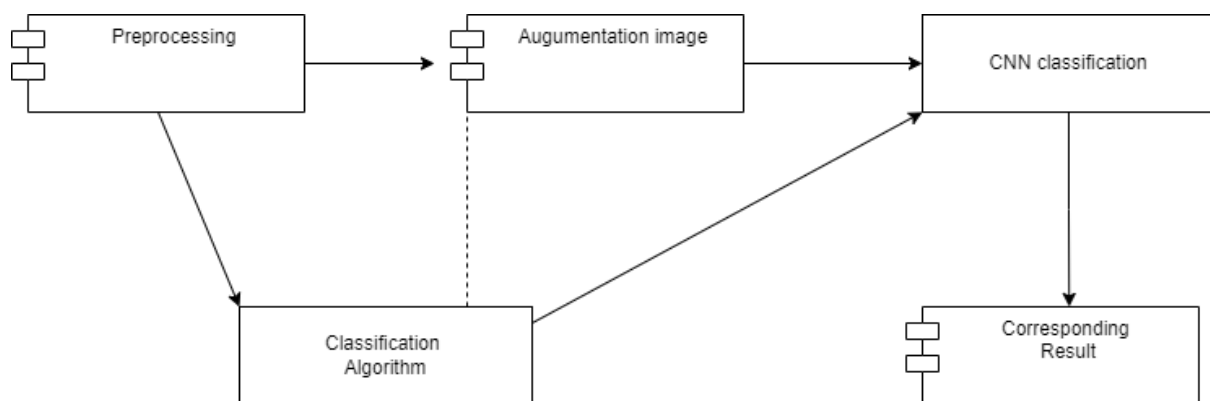 Preprocessing
Augumentation image
CNN classification
Classification
Algorithm
Corresponding
Result